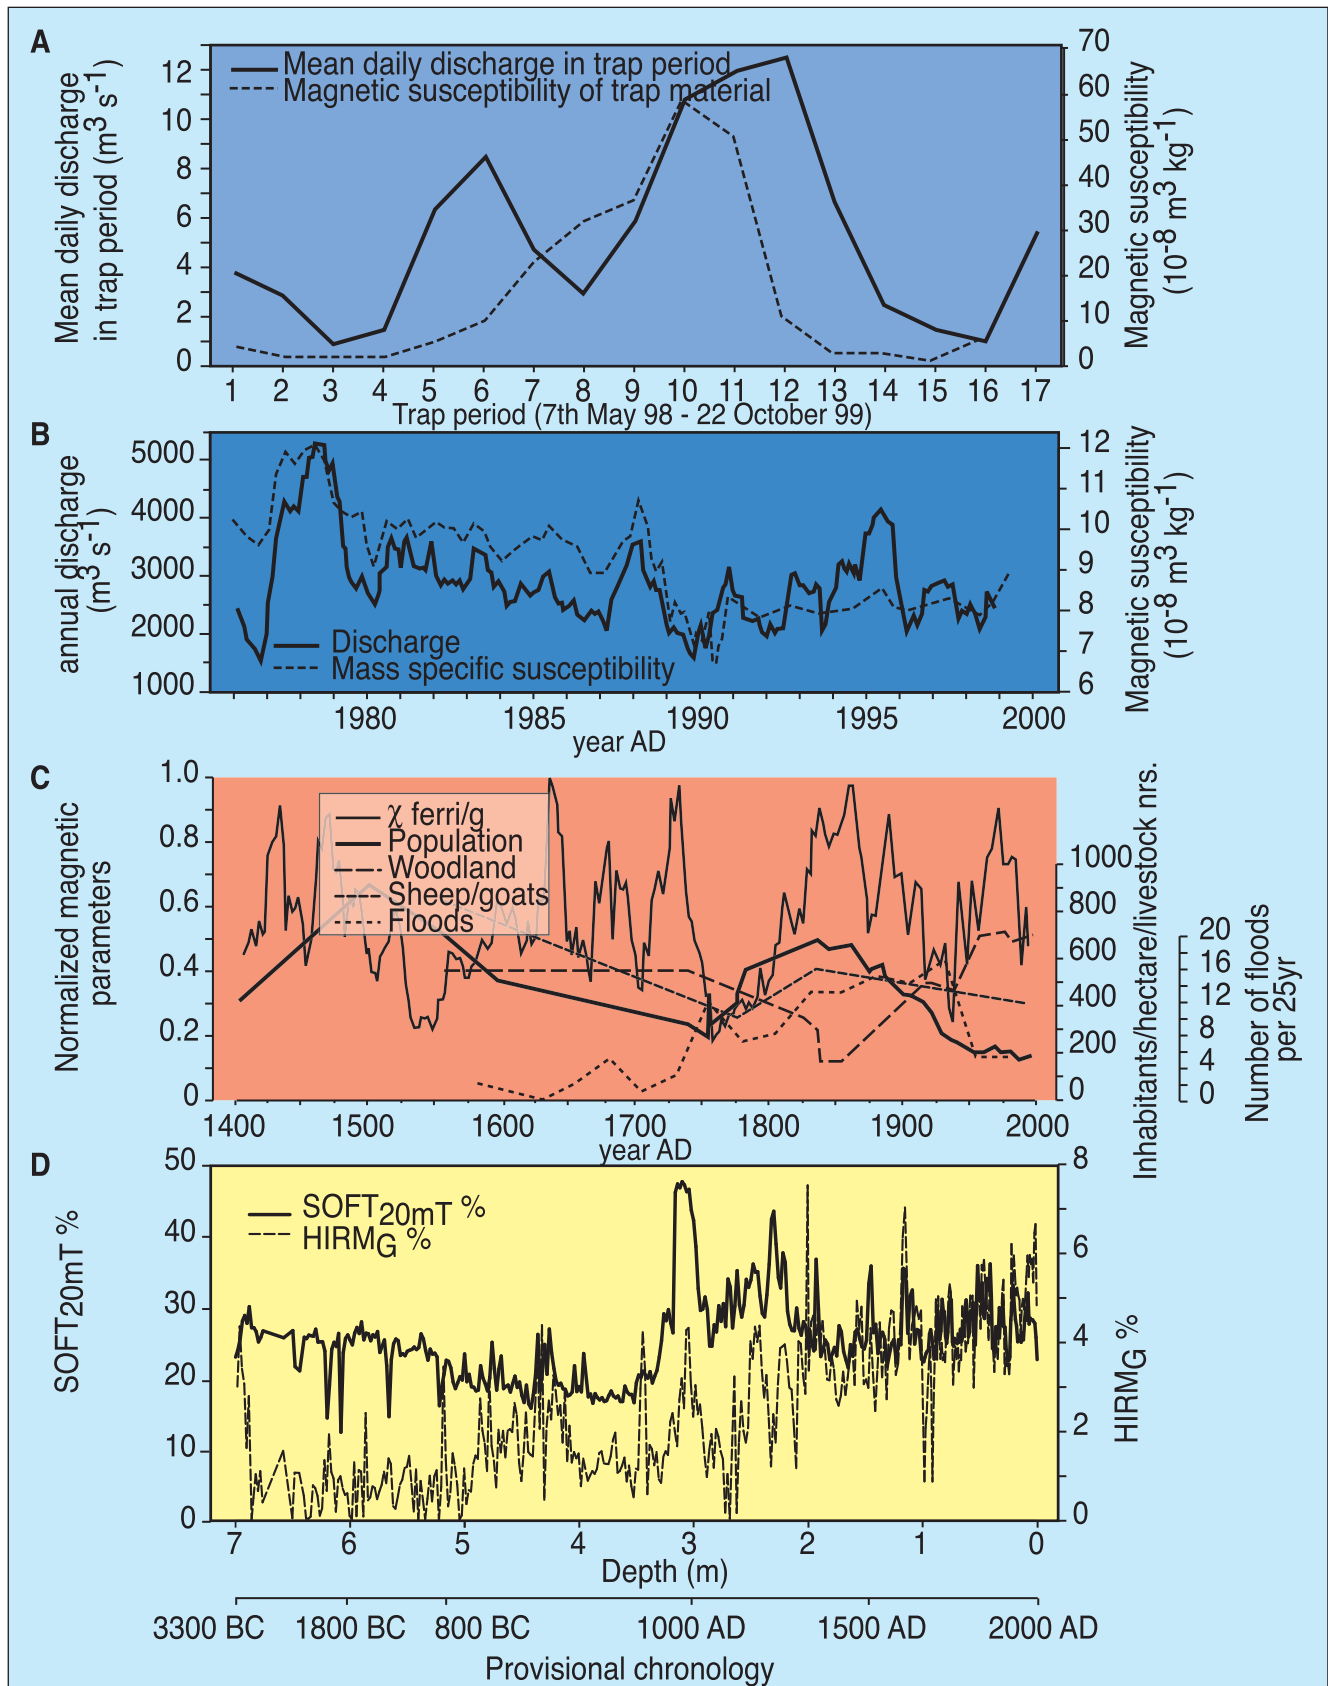 A
Mean daily discharge
in trap period (m3 s-1)
12
10
8
6
4
2
0
Mean daily discharge in trap period
Magnetic susceptibility of trap material
70
60
50
40
30
20
10
0
Magnetic susceptibility
(10-8 m3 kg-1)
1 2 3 4 5 6 7 8 9 10 11 12 13 14 15 16 17
Trap period (7th May 98 - 22 October 99)
B
annual discharge
(m3 s-1)
5000
4000
3000
2000
1000
Discharge
Mass specific susceptibility
12
11
10
9
8
7
6
Magnetic susceptibility
(10-8 m3 kg-1)
1980 1985 1990 1995 2000
year AD
C
Normalized magnetic
parameters
1.0
0.8
0.6
0.4
0.2
0
χ ferri/g
Population
Woodland
Sheep/goats
Floods
1000
800
600
400
200
0
Inhabitants/hectare/livestock nrs.
20
16
12
8
4
0
Number of floods
per 25yr
1400 1500 1600 1700 1800 1900 2000
year AD
D
SOFT20mT %
50
40
30
20
10
0
SOFT20mT %
HIRMG %
8
6
4
2
0
HIRMG %
7 6 5 4 3 2 1 0
Depth (m)
3300 BC 1800 BC 800 BC 1000 AD 1500 AD 2000 AD
Provisional chronology